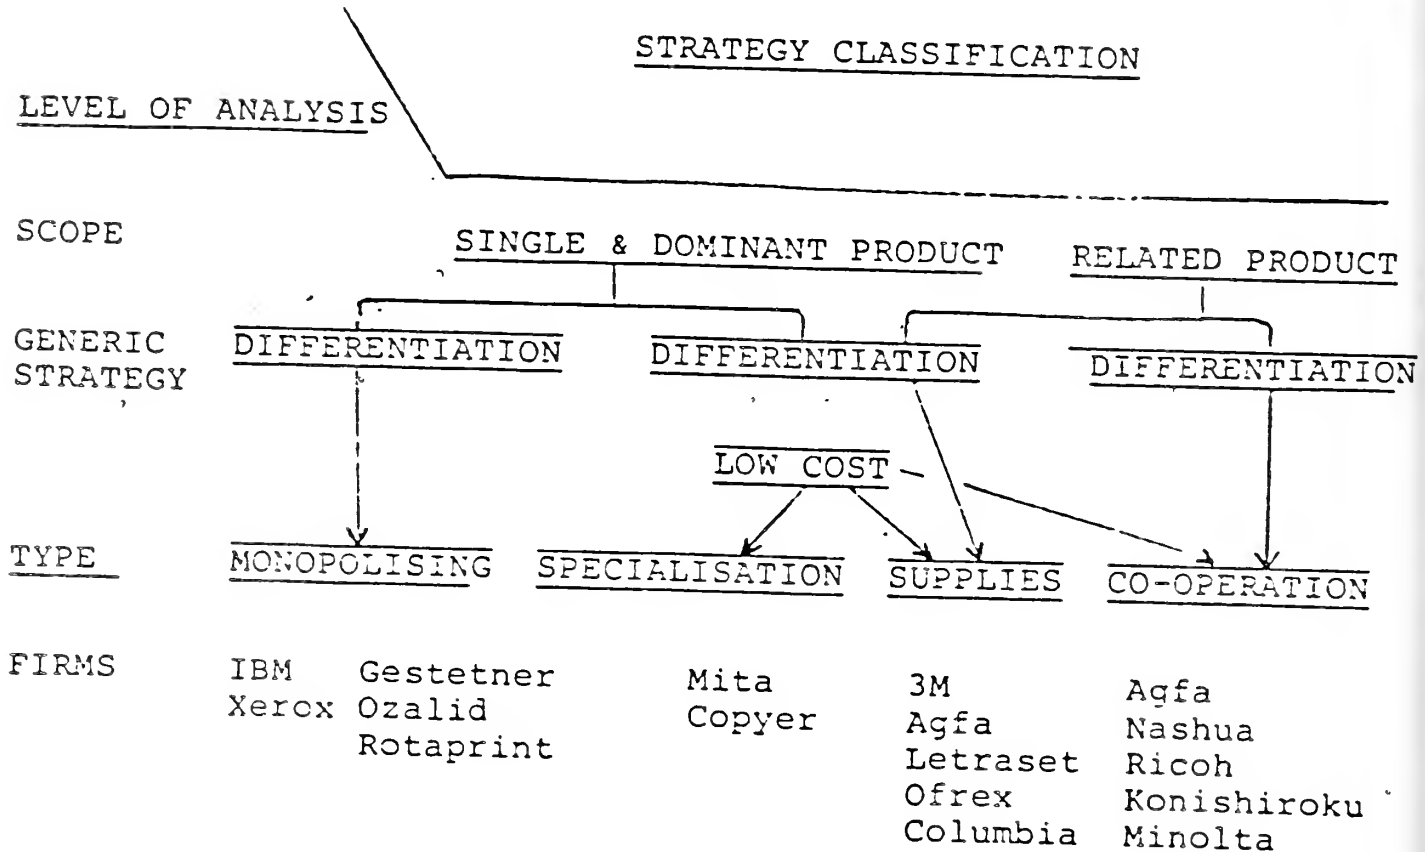 STRATEGY CLASSIFICATION
LEVEL OF ANALYSIS
SCOPE
SINGLE & DOMINANT PRODUCT
RELATED PRODUCT
GENERIC STRATEGY
DIFFERENTIATION
DIFFERENTIATION
DIFFERENTIATION
LOW COST
TYPE
MONOPOLISING
SPECIALISATION
SUPPLIES
CO-OPERATION
FIRMS
IBM
Xerox
Gestetner
Ozalid
Rotaprint
Mita
Copyer
3M
Agfa
Letraset
Ofrex
Columbia
Agfa
Nashua
Ricoh
Konishiroku
Minolta